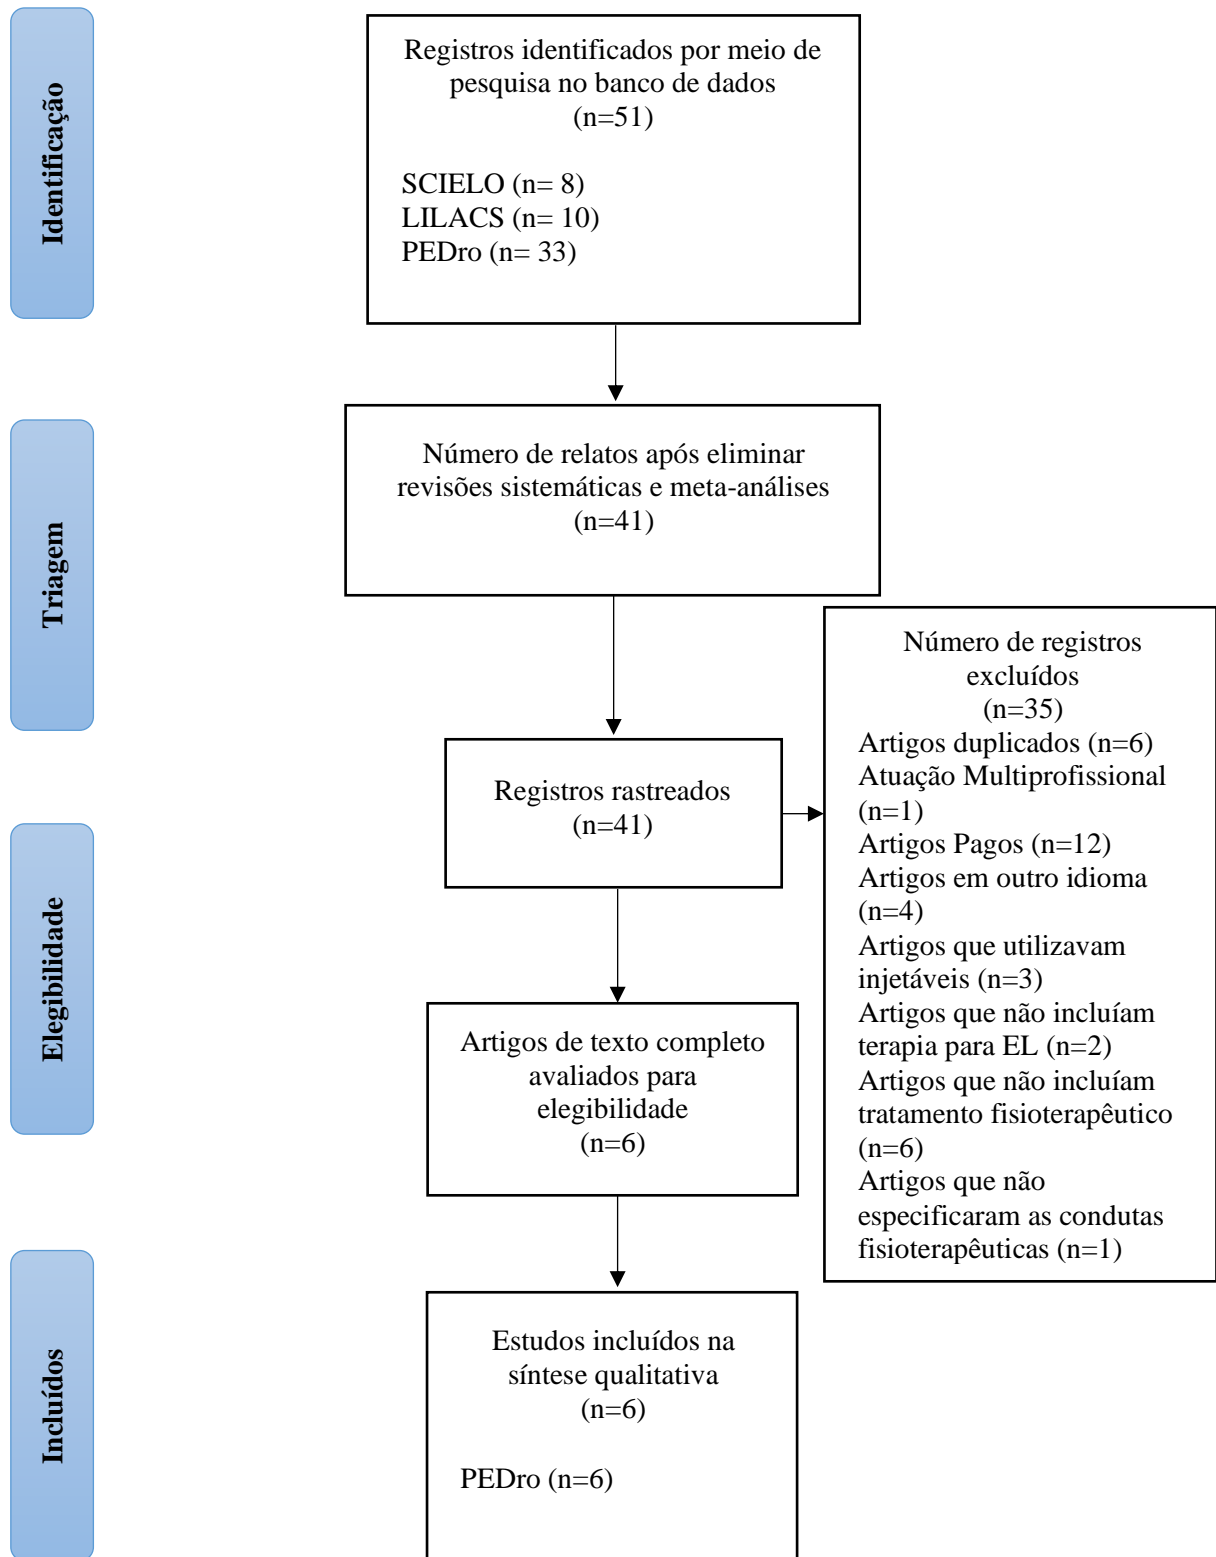 Identificação
Registros identificados por meio de
pesquisa no banco de dados
(n=51)
SCIELO (n= 8)
LILACS (n= 10)
PEDro (n= 33)
Triagem
Número de relatos após eliminar
revisões sistemáticas e meta-análises
(n=41)
Registros rastreados
(n=41)
Número de registros
excluídos
(n=35)
Artigos duplicados (n=6)
Atuação Multiprofissional
(n=1)
Artigos Pagos (n=12)
Artigos em outro idioma
(n=4)
Artigos que utilizavam
injetáveis (n=3)
Artigos que não incluíam
terapia para EL (n=2)
Artigos que não incluíam
tratamento fisioterapêutico
(n=6)
Artigos que não
especificaram as condutas
fisioterapêuticas (n=1)
Elegibilidade
Artigos de texto completo
avaliados para
elegibilidade
(n=6)
Incluídos
Estudos incluídos na
síntese qualitativa
(n=6)
PEDro (n=6)